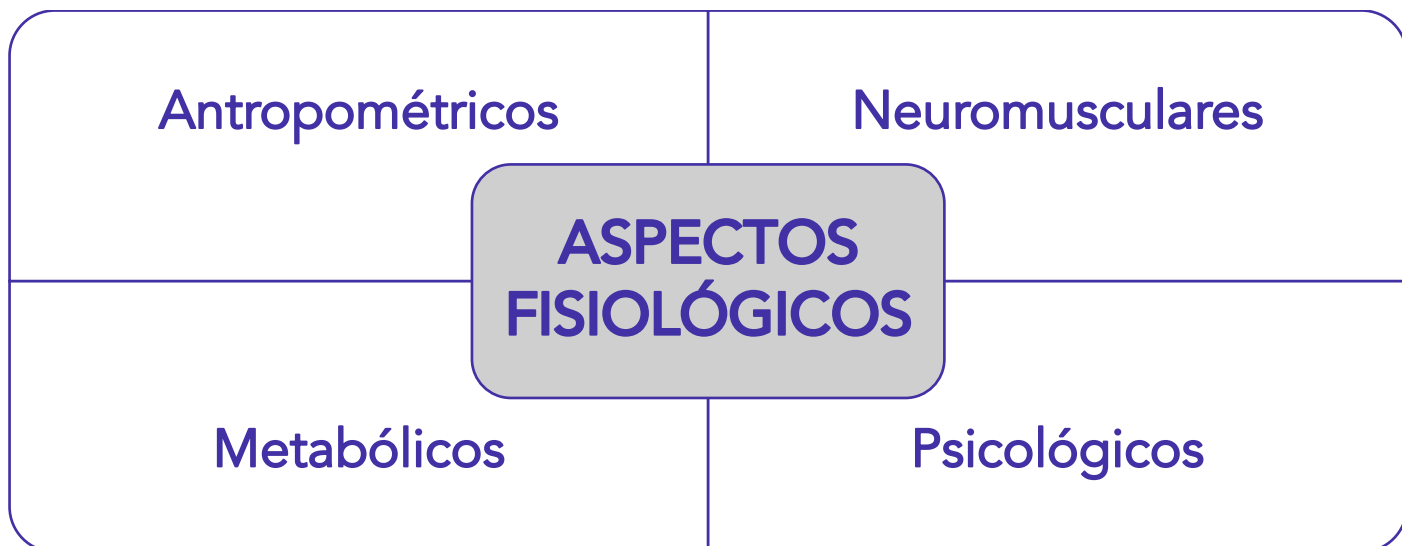 Antropométricos
Neuromusculares
ASPECTOS
FISIOLÓGICOS
Metabólicos
Psicológicos